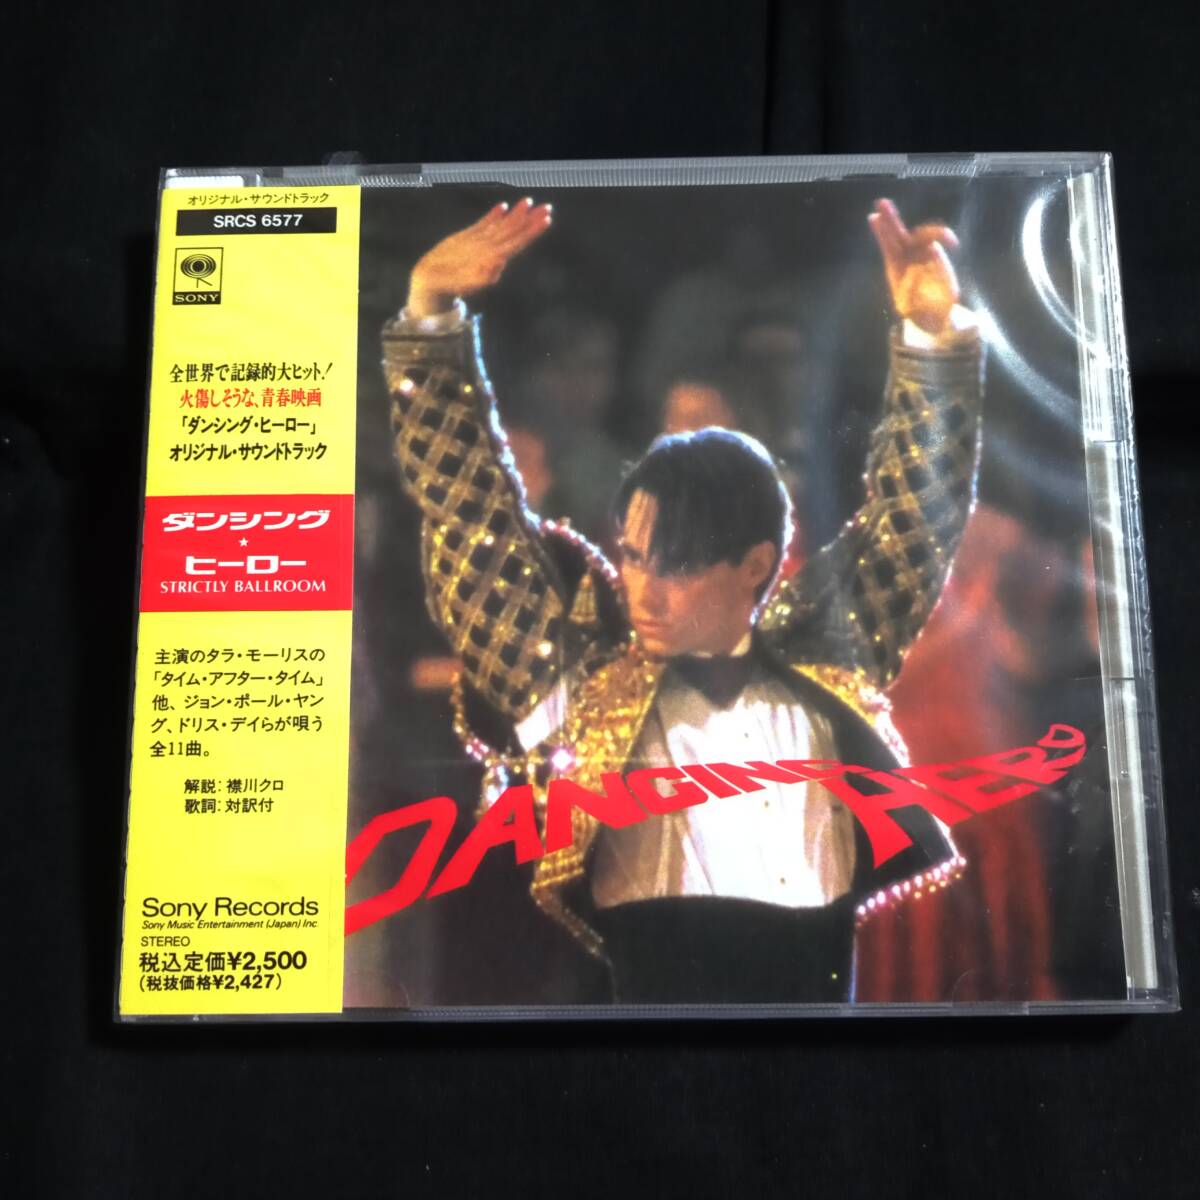 オリジナル・サウンドトラック
SRCS 6577
SONY
全世界で記録的大ヒット!
火傷しそうな、青春映画
「ダンシング・ヒーロー」
オリジナル・サウンドトラック
ダンシング
★
ヒーロー
STRICTLY BALLROOM
主演のタラ・モーリスの
「タイム・アフター・タイム」
他、ジョン・ポール・ヤン
グ、ドリス・デイらが唄う
全11曲。
解説: 襟川クロ
歌詞: 対訳付
Sony Records
Sony Music Entertainment (Japan) Inc.
STEREO
税込定価¥2,500
(税抜価格¥2,427)
DANCING HERO